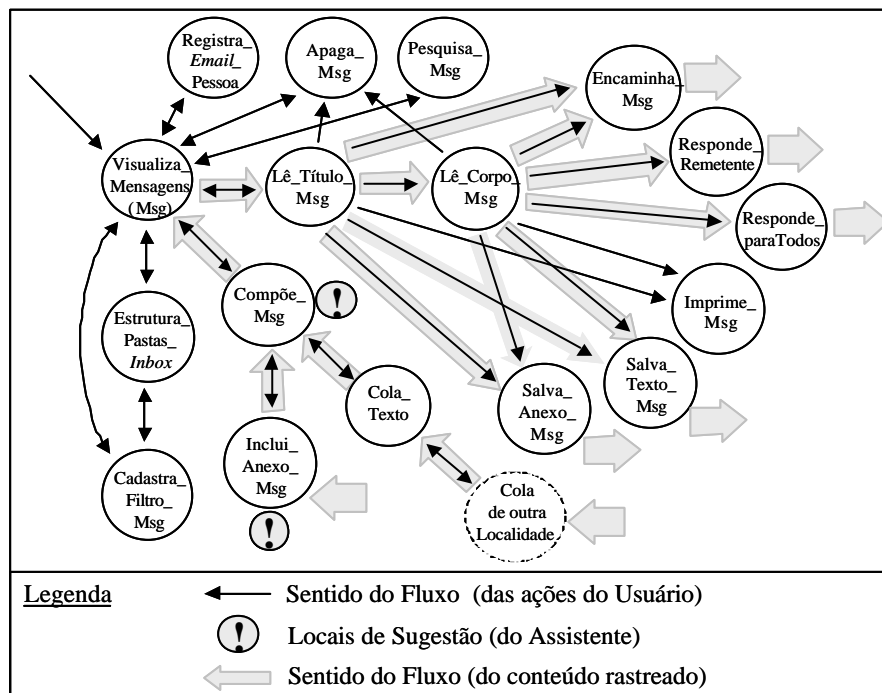 Registra_
Email_
Pessoa
Apaga_
Msg
Pesquisa_
Msg
Encaminha_
Msg
Responde_
Remetente
Responde_
paraTodos
Visualiza_
Mensagens
(Msg)
Lê_Título_
Msg
Lê_Corpo_
Msg
Imprime_
Msg
Compõe_
Msg
!
Estrutura_
Pastas_
Inbox
Cola_
Texto
Salva_
Anexo_
Msg
Salva_
Texto_
Msg
Cadastra_
Filtro_
Msg
Inclui_
Anexo_
Msg
!
Cola
de outra
Localidade
Legenda
Sentido do Fluxo (das ações do Usuário)
! Locais de Sugestão (do Assistente)
Sentido do Fluxo (do conteúdo rastreado)